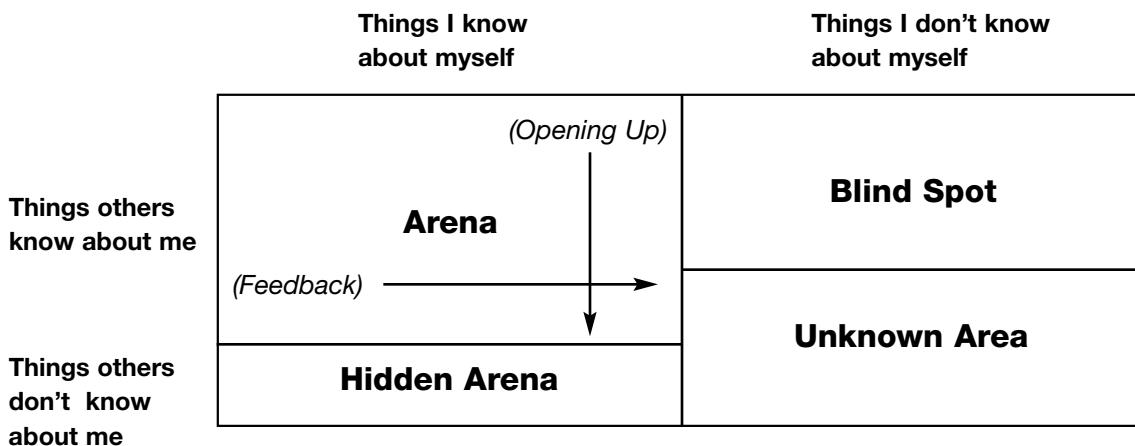 Things I know
about myself
Things I don't know
about myself
(Opening Up)
Blind Spot
Things others
know about me
Arena
(Feedback)
Unknown Area
Things others
don't know
about me
Hidden Arena